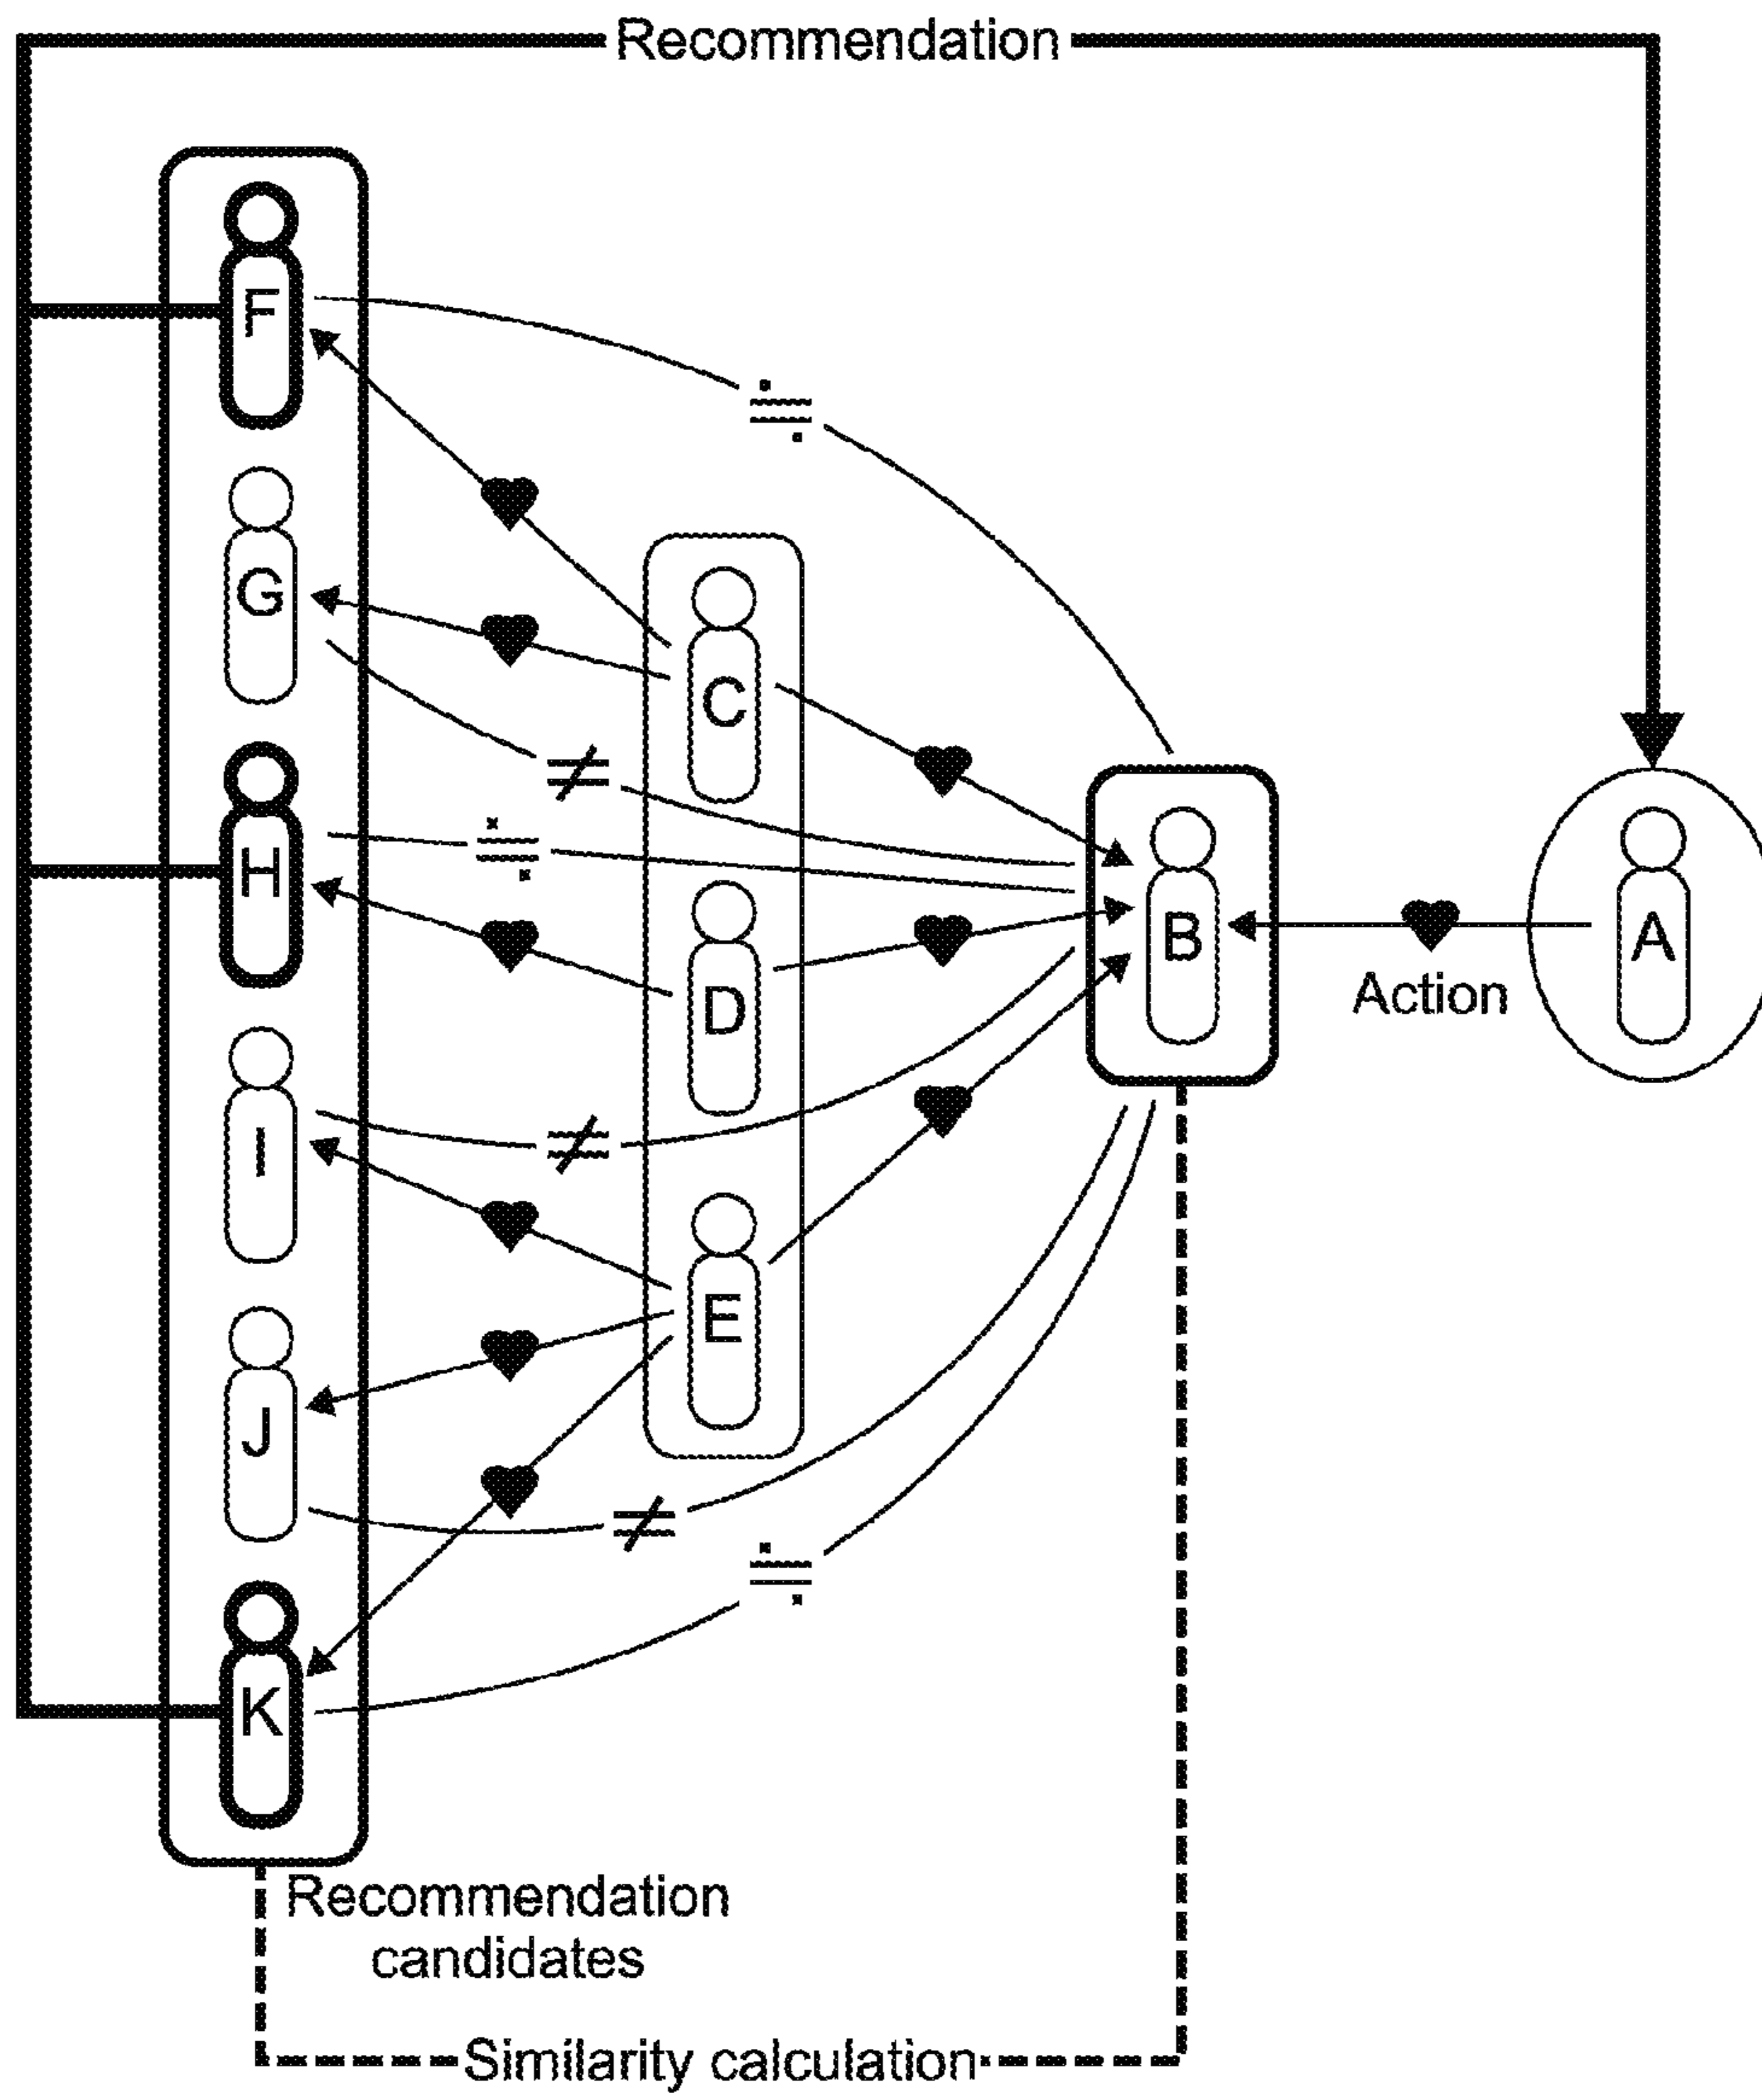 Recommendation
F
≒
G
C
≠
≒
H
B
A
D
Action
I
≠
E
J
≠
≒
K
Recommendation
candidates
Similarity calculation